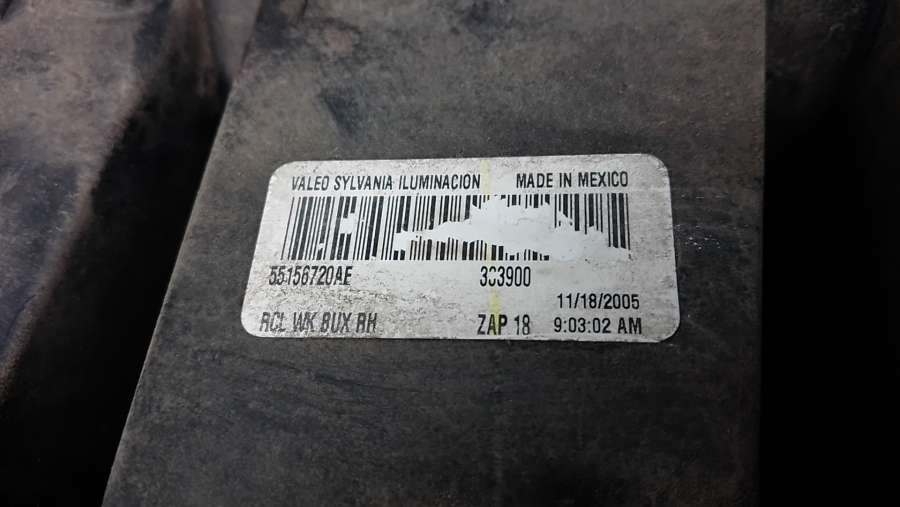 VALEO SYLVANIA ILUMINACION MADE IN MEXICO
55156720AE 303900
11/18/2005
RCL WK BUX RH ZAP 18 9:03:02 AM